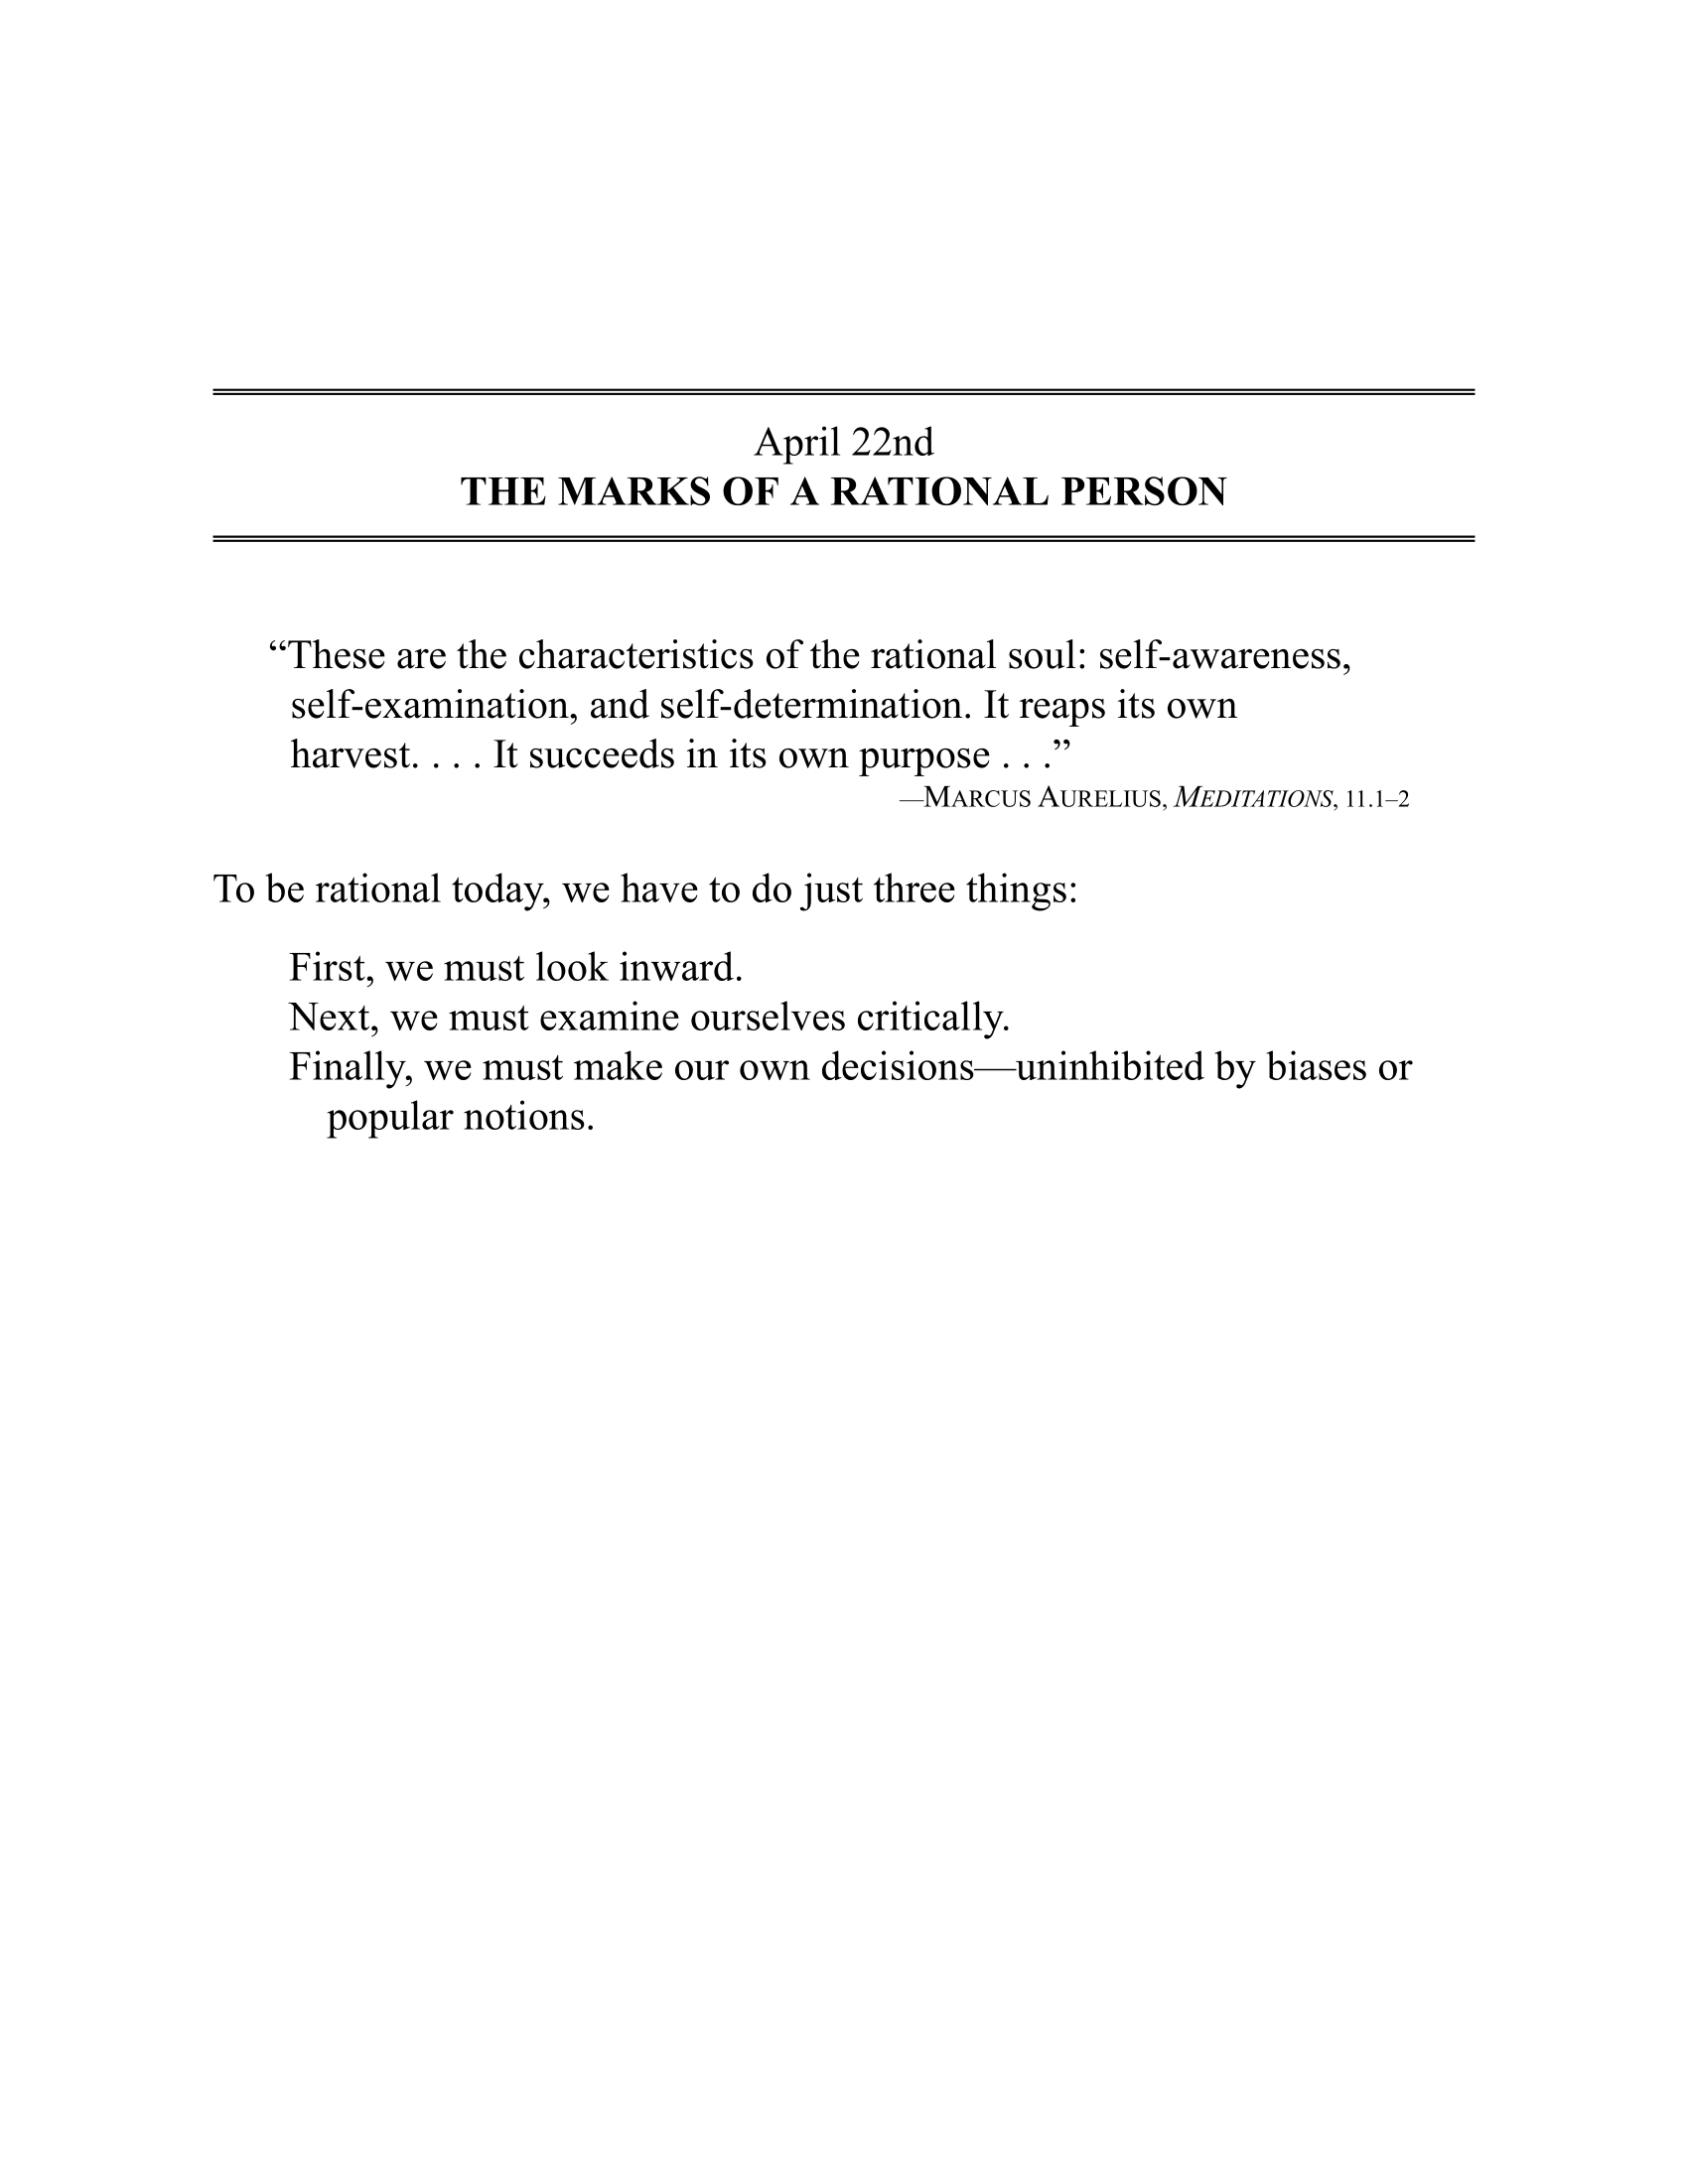 April 22nd
THE MARKS OF A RATIONAL PERSON
“These are the characteristics of the rational soul: self-awareness,
self-examination, and self-determination. It reaps its own
harvest. . . . It succeeds in its own purpose . . .”
—MARCUS AURELIUS, MEDITATIONS, 11.1–2
To be rational today, we have to do just three things:
First, we must look inward.
Next, we must examine ourselves critically.
Finally, we must make our own decisions—uninhibited by biases or
popular notions.